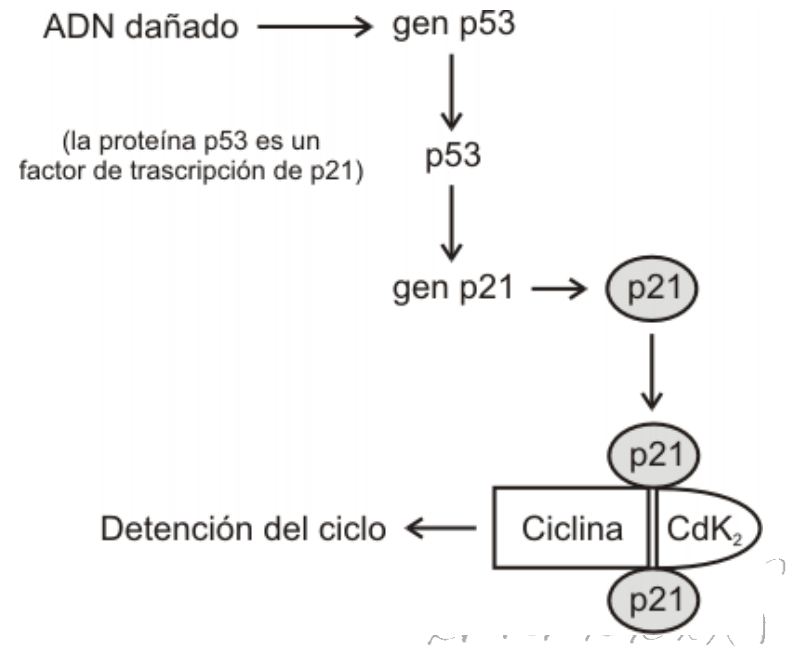 ADN dañado
gen p53
(la proteína p53 es un
factor de trascripción de p21)
p53
gen p21
p21
p21
Detención del ciclo
Ciclina
CdK₂
p21